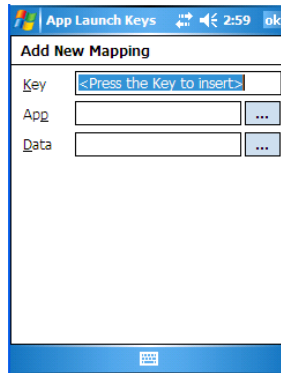 App Launch Keys 2:59 ok
Add New Mapping
Key <Press the Key to insert>
App ...
Data ...